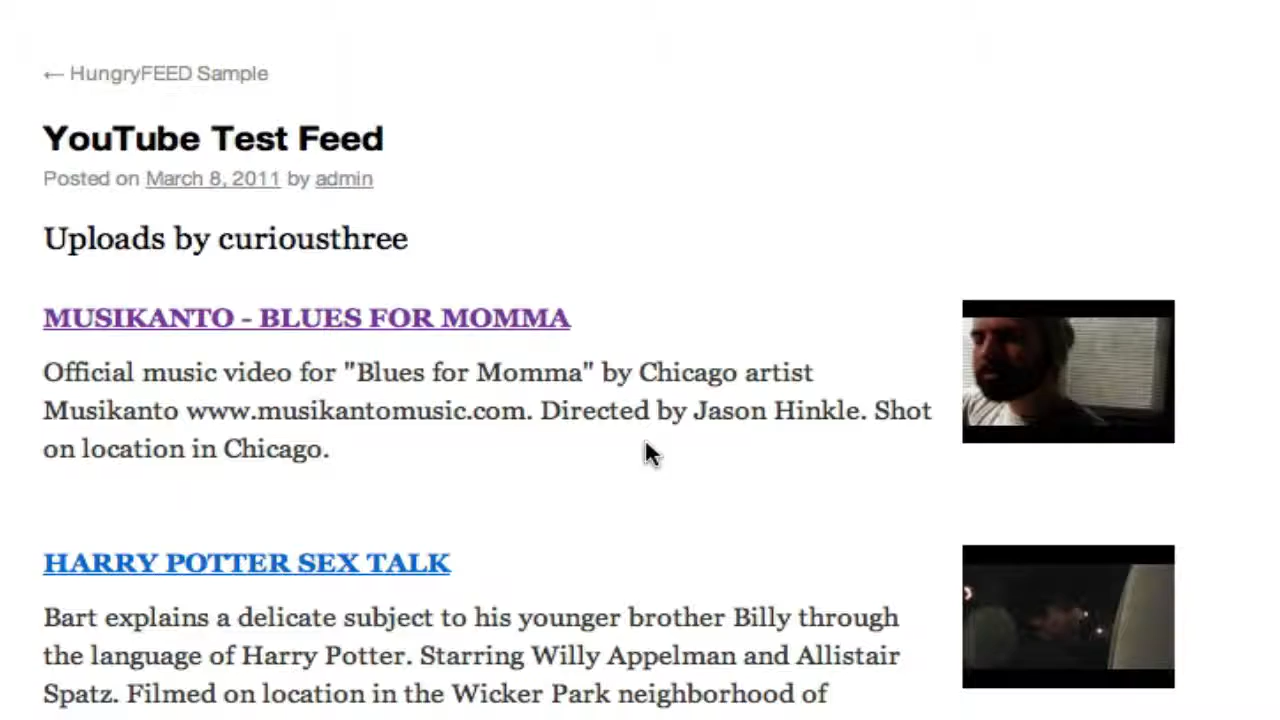 ← HungryFEED Sample
YouTube Test Feed
Posted on March 8, 2011 by admin
Uploads by curiousthree
MUSIKANTO - BLUES FOR MOMMA
Official music video for "Blues for Momma" by Chicago artist
Musikanto www.musikantomusic.com. Directed by Jason Hinkle. Shot
on location in Chicago.
HARRY POTTER SEX TALK
Bart explains a delicate subject to his younger brother Billy through
the language of Harry Potter. Starring Willy Appelman and Allistair
Spatz. Filmed on location in the Wicker Park neighborhood of